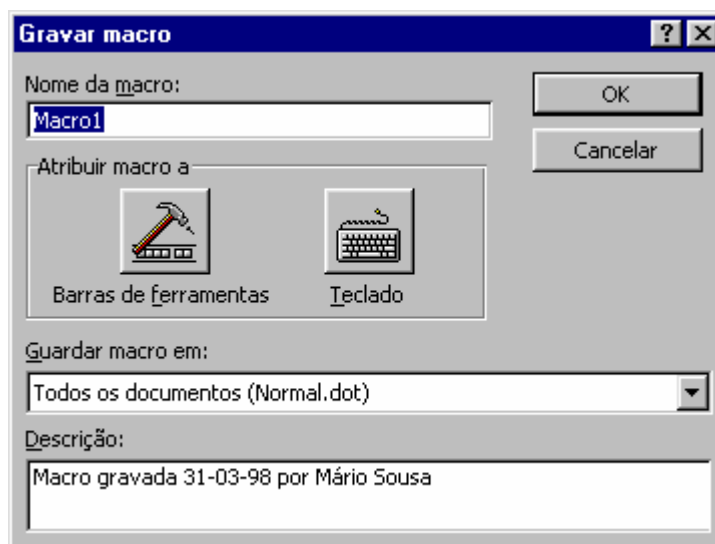 Gravar macro
Nome da macro:
Macro1
OK
Cancelar
Atribuir macro a
Barras de ferramentas
Teclado
Guardar macro em:
Todos os documentos (Normal.dot)
Descrição:
Macro gravada 31-03-98 por Mário Sousa